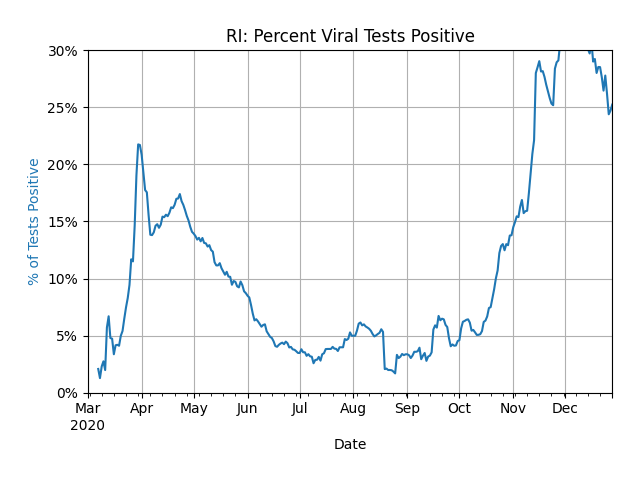 RI: Percent Viral Tests Positive
30%
25%
20%
15%
10%
5%
0%
% of Tests Positive
Mar Apr May Jun Jul Aug Sep Oct Nov Dec
2020
Date